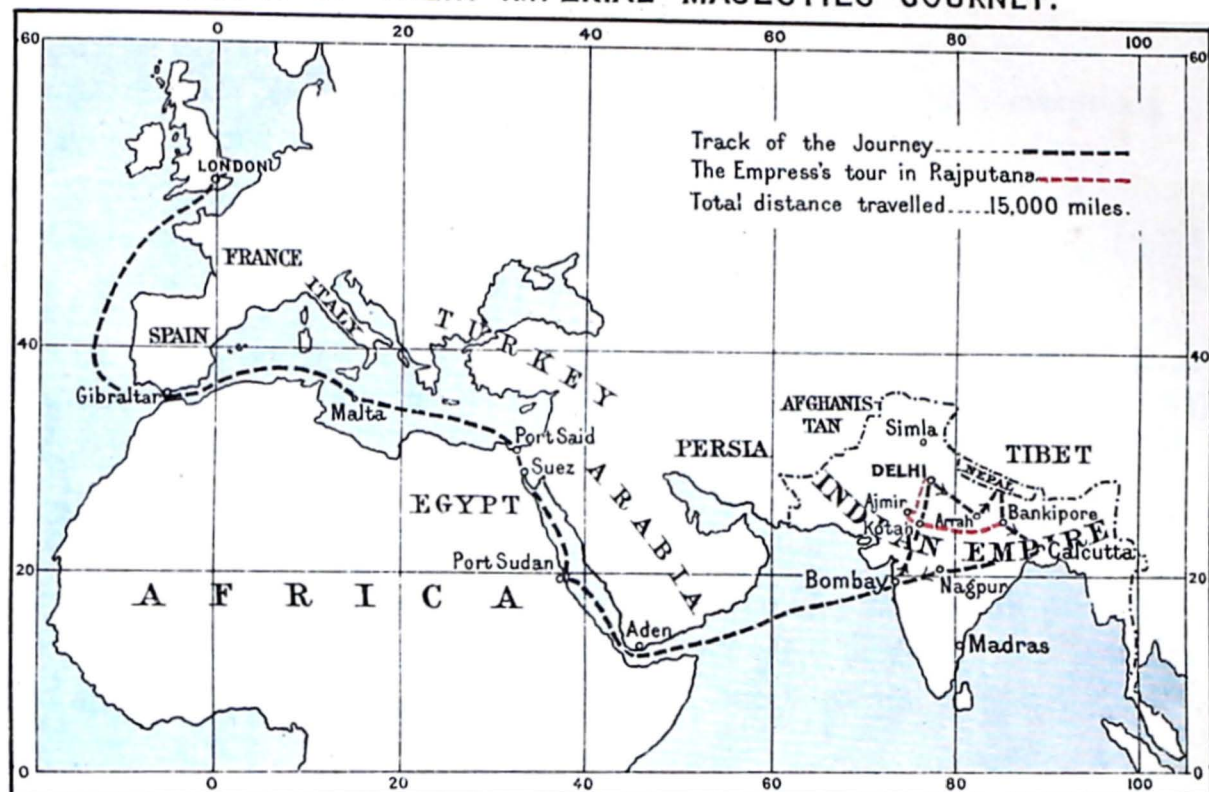 IMPERIAL MAJESTIES JOURNEY.
0 20 40 60 80 100
60 60
Track of the Journey
The Empress's tour in Rajputana
Total distance travelled.....15,000 miles.
LONDON
FRANCE
ITALY
SPAIN
TURKEY
40 40
Gibraltar
Malta
AFGHANIS-
TAN
Simla
Port Said
PERSIA
TIBET
Suez
DELHI
NEPAL
EGYPT
ARABIA
Ajmir
Arrah
Bankipore
Kotah
INDIAN EMPIRE
Calcutta
Port Sudan
20 20
Bombay
Nagpur
AFRICA
Aden
Madras
0 0
0 20 40 60 80 100